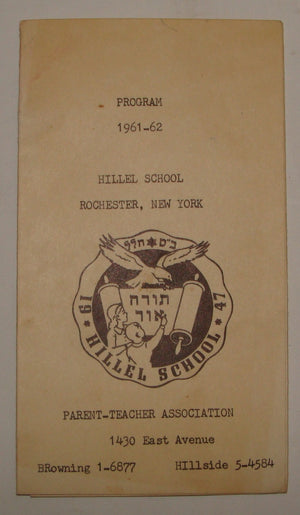 PROGRAM
1961-62
HILLEL SCHOOL
ROCHESTER, NEW YORK
תורה
אור
19 HILLEL SCHOOL 47
PARENT-TEACHER ASSOCIATION
1430 East Avenue
BRowning 1-6877 HIllside 5-4584